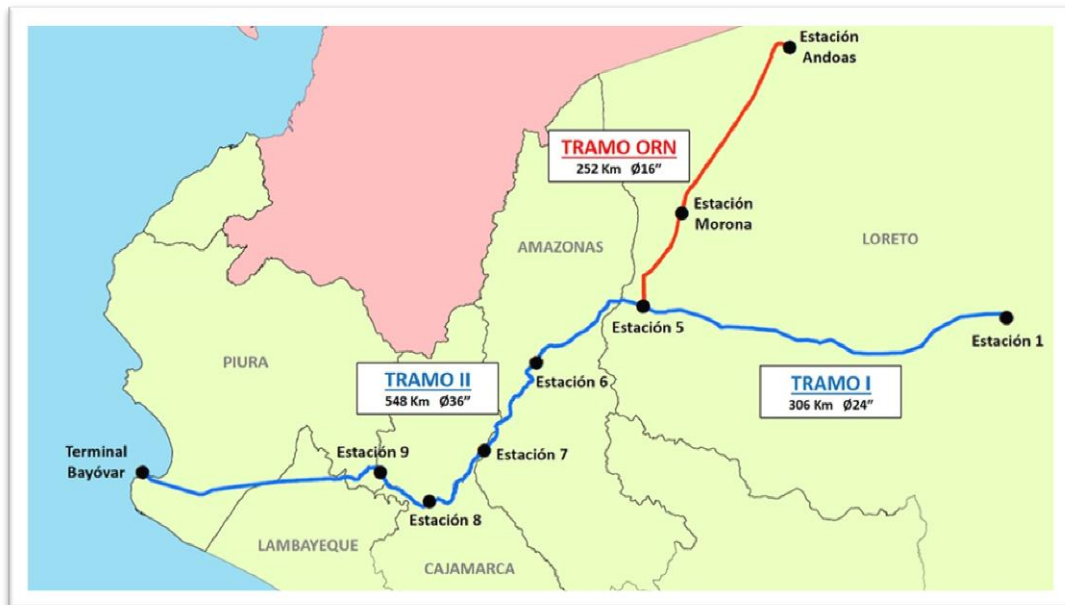 Estación
Andoas
TRAMO ORN
252 Km Ø16”
Estación
Morona
AMAZONAS
LORETO
Estación 5
Estación 1
PIURA
TRAMO II
548 Km Ø36”
Estación 6
TRAMO I
306 Km Ø24”
Terminal
Bayóvar
Estación 9
Estación 7
Estación 8
LAMBAYEQUE
CAJAMARCA